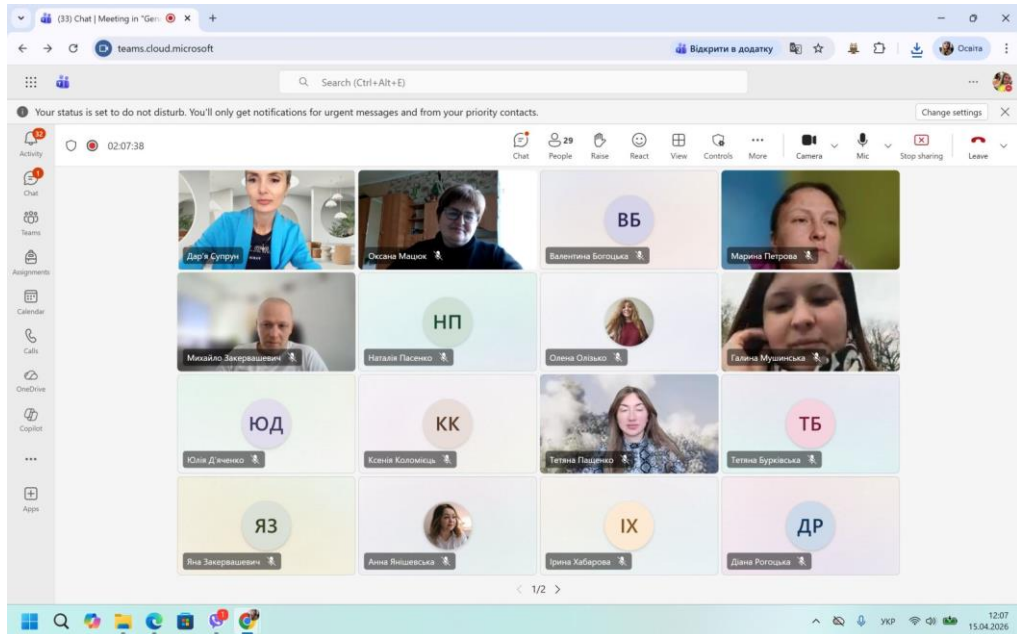 (33) Chat | Meeting in "Gen
teams.cloud.microsoft
Відкрити в додатку
Освіта
Search (Ctrl+Alt+E)
Your status is set to do not disturb. You'll only get notifications for urgent messages and from your priority contacts.
Change settings
02:07:38
29
Chat People Raise React View Controls More Camera Mic Stop sharing Leave
32
Activity
Chat
Teams
Assignments
Calendar
Calls
OneDrive
Copilot
Apps
Дар'я Супрун
Оксана Мацюк
ВБ
Валентина Богоцька
Марина Петрова
Михайло Закервашевич
НП
Наталія Пасенко
Олена Олізько
Галина Мушинська
ЮД
Юлія Д'яченко
КК
Ксенія Коломієць
Тетяна Пащенко
ТБ
Тетяна Бурківська
ЯЗ
Яна Закервашевич
Анна Янішевська
ІХ
Ірина Хабарова
ДР
Діана Рогоцька
1/2
УКР
12:07
15.04.2026